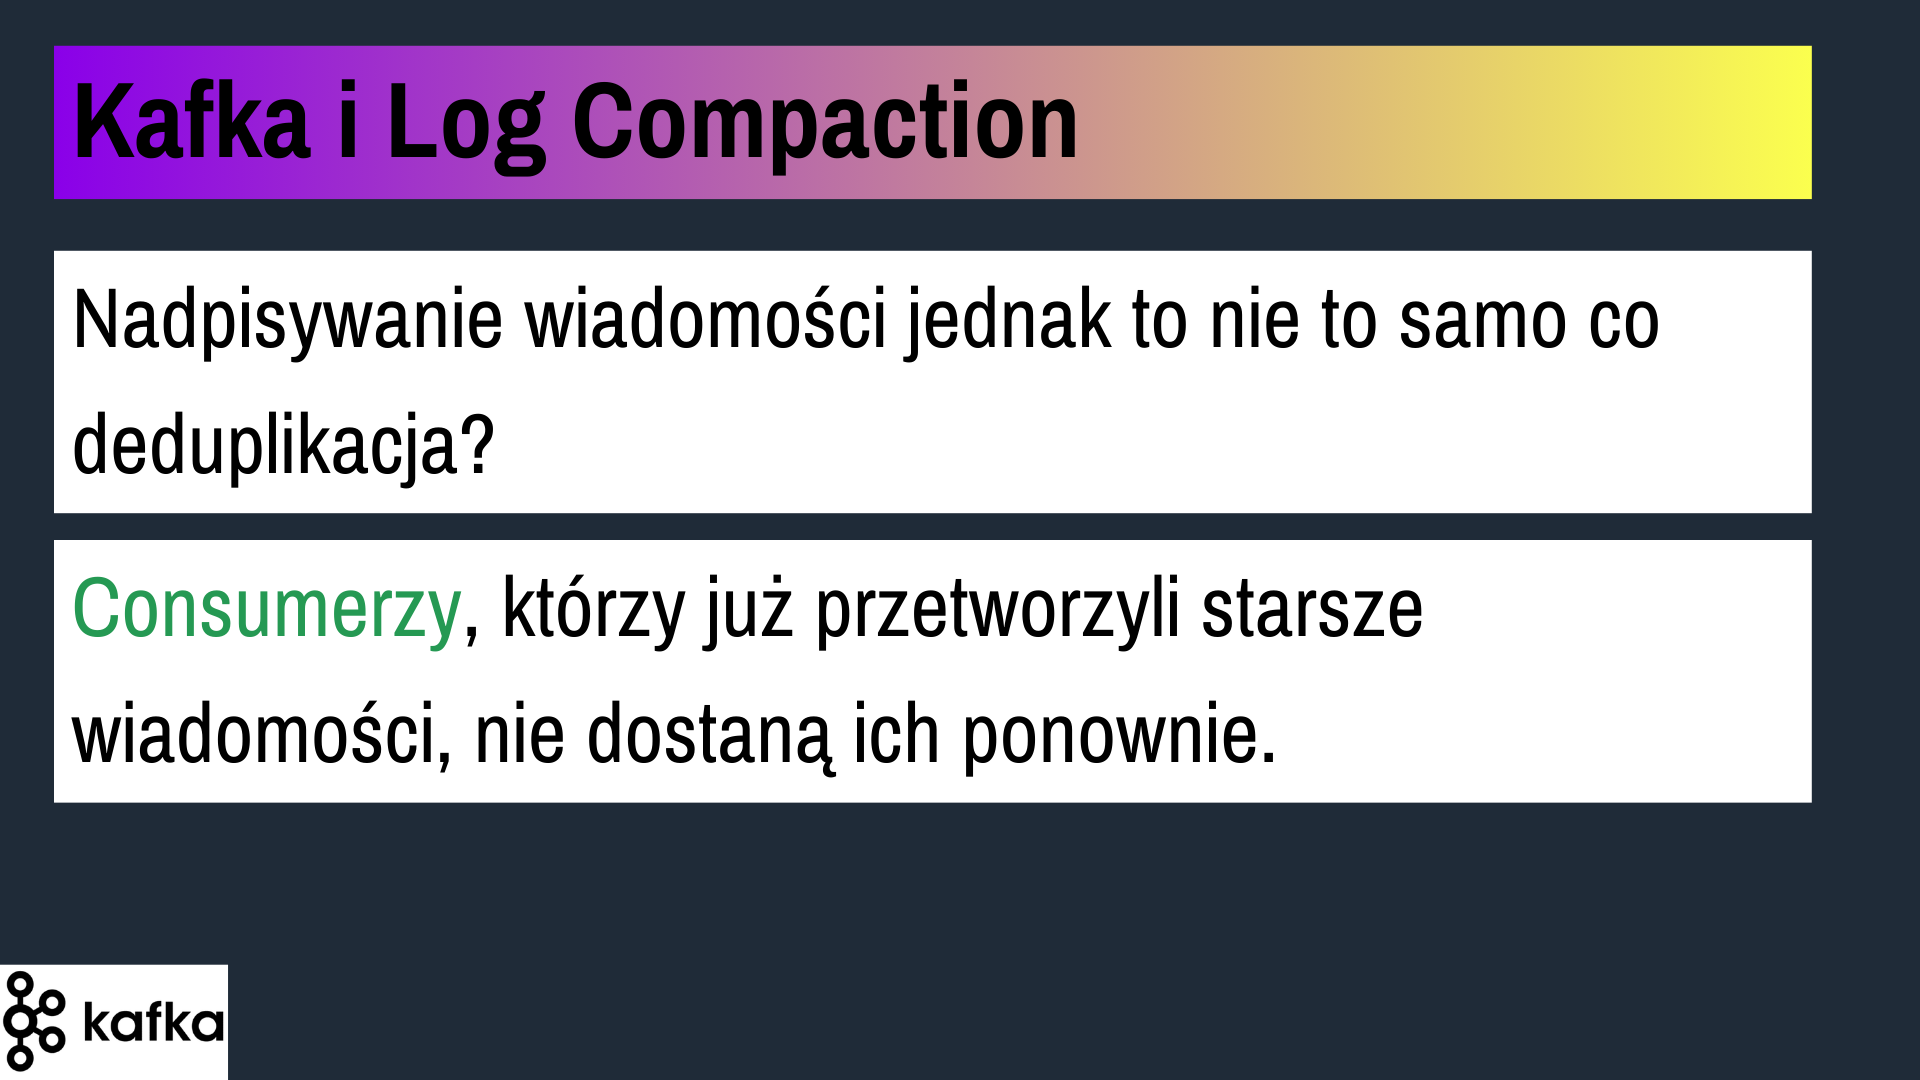 Kafka i Log Compaction
Nadpisywanie wiadomości jednak to nie to samo co
deduplikacja?
Consumerzy, którzy już przetworzyli starsze
wiadomości, nie dostaną ich ponownie.
kafka